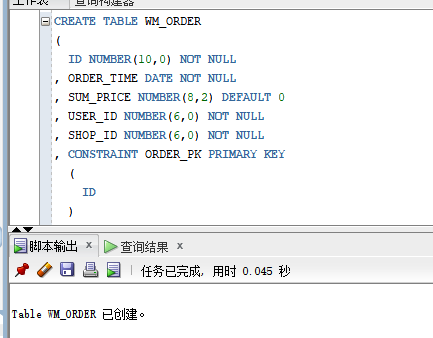 工作表 查询构建器
CREATE TABLE WM_ORDER
(
ID NUMBER(10,0) NOT NULL
, ORDER_TIME DATE NOT NULL
, SUM_PRICE NUMBER(8,2) DEFAULT 0
, USER_ID NUMBER(6,0) NOT NULL
, SHOP_ID NUMBER(6,0) NOT NULL
, CONSTRAINT ORDER_PK PRIMARY KEY
(
ID
)
脚本输出 x 查询结果 x
任务已完成, 用时 0.045 秒
Table WM_ORDER 已创建。